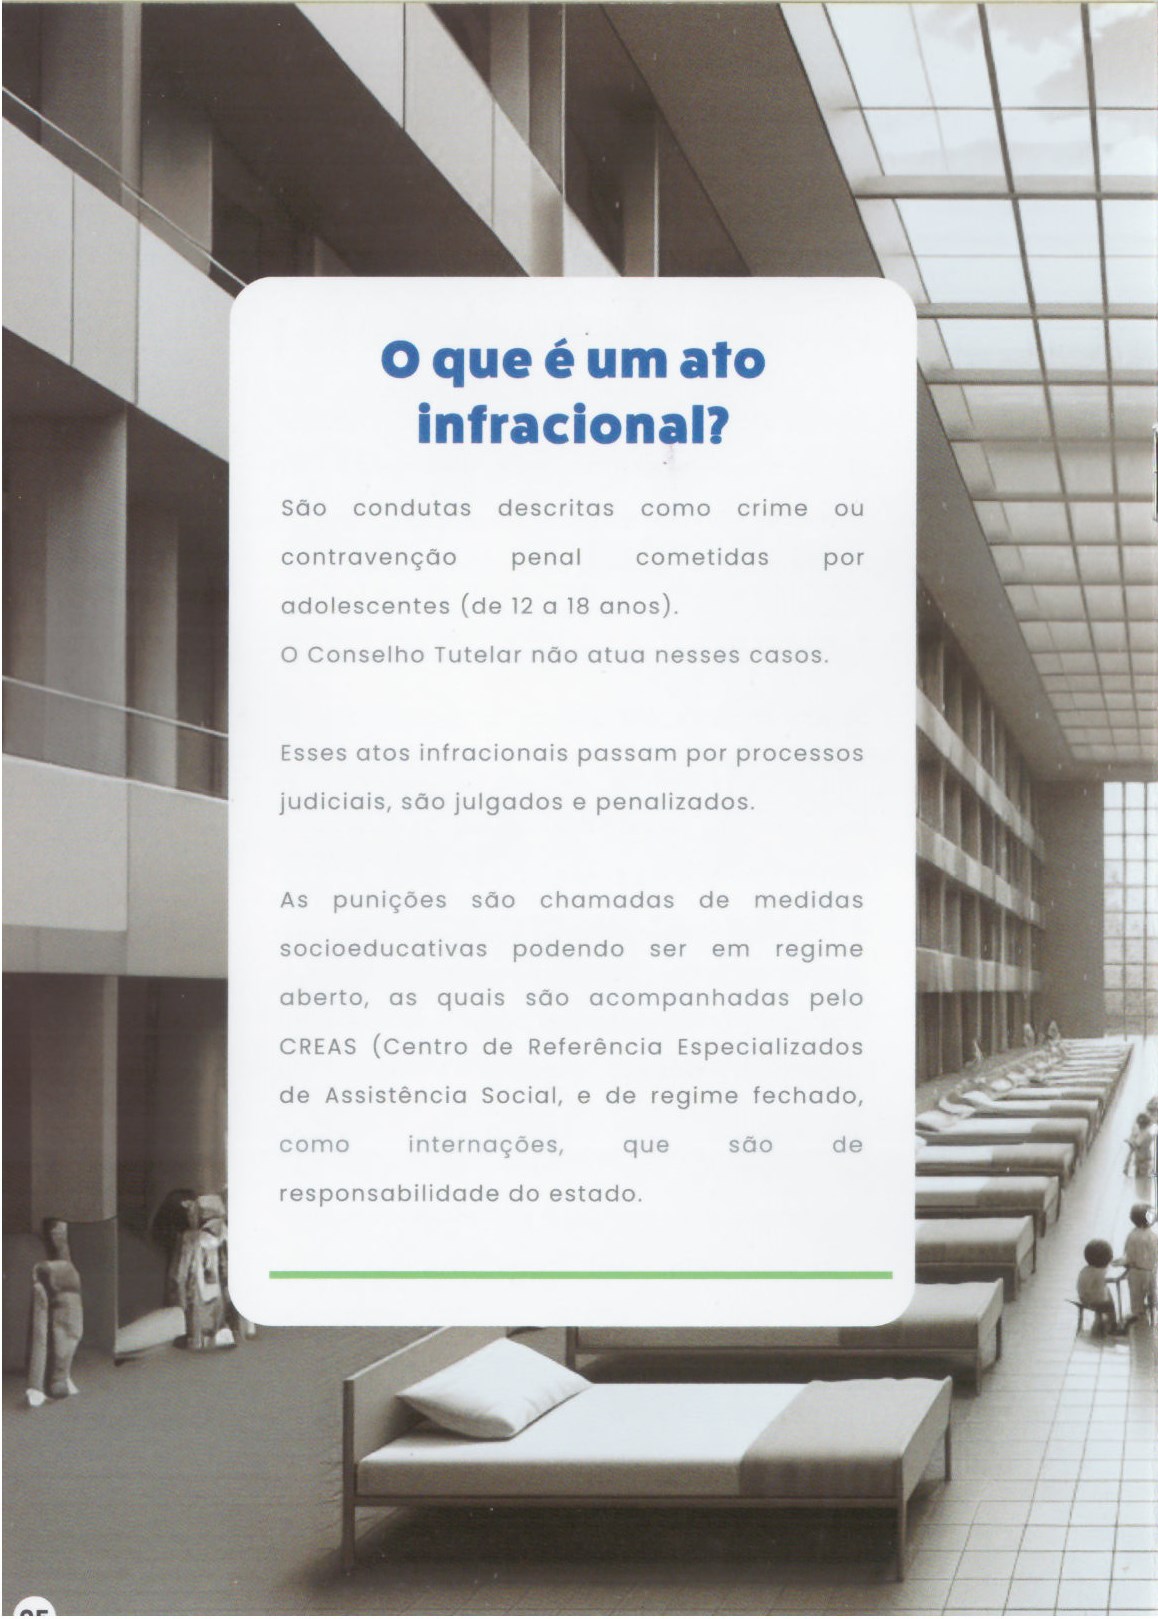 O que é um ato
infracional?
São condutas descritas como crime ou
contravenção penal cometidas por
adolescentes (de 12 a 18 anos).
O Conselho Tutelar não atua nesses casos.
Esses atos infracionais passam por processos
judiciais, são julgados e penalizados.
As punições são chamadas de medidas
socioeducativas podendo ser em regime
aberto, as quais são acompanhadas pelo
CREAS (Centro de Referência Especializados
de Assistência Social, e de regime fechado,
como internações, que são de
responsabilidade do estado.